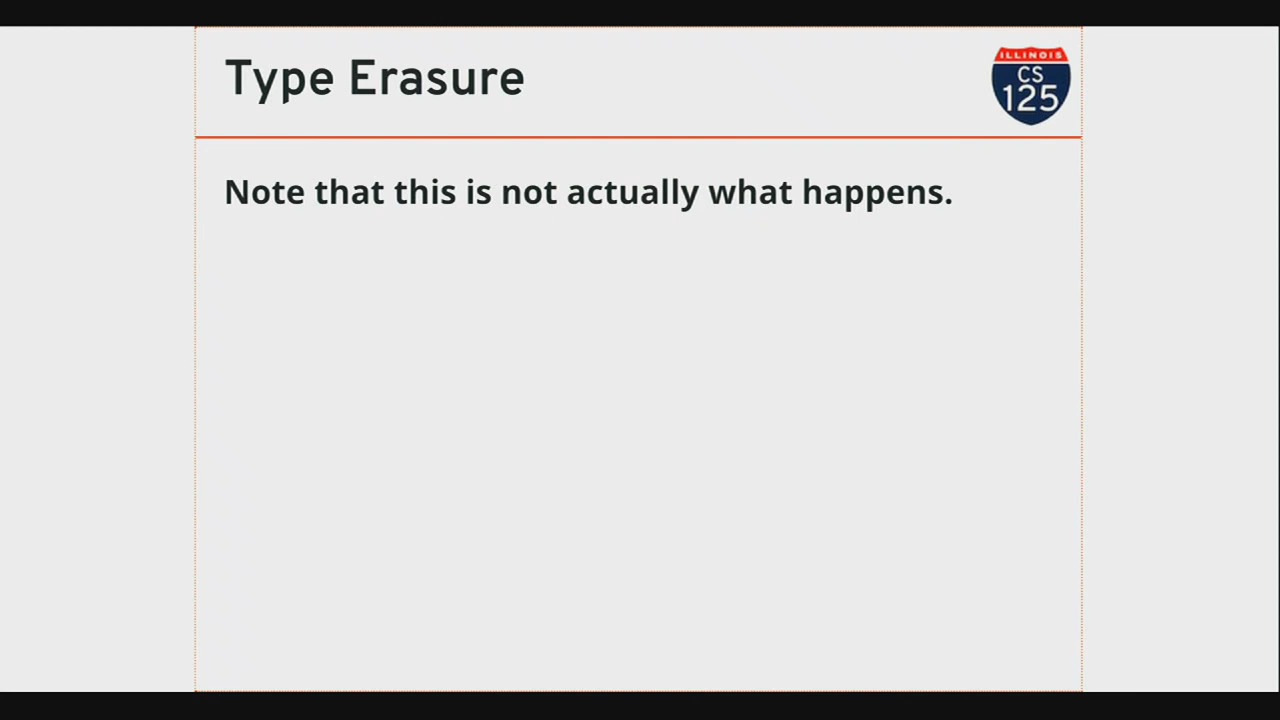 Type Erasure
ILLINOIS
CS
125
Note that this is not actually what happens.